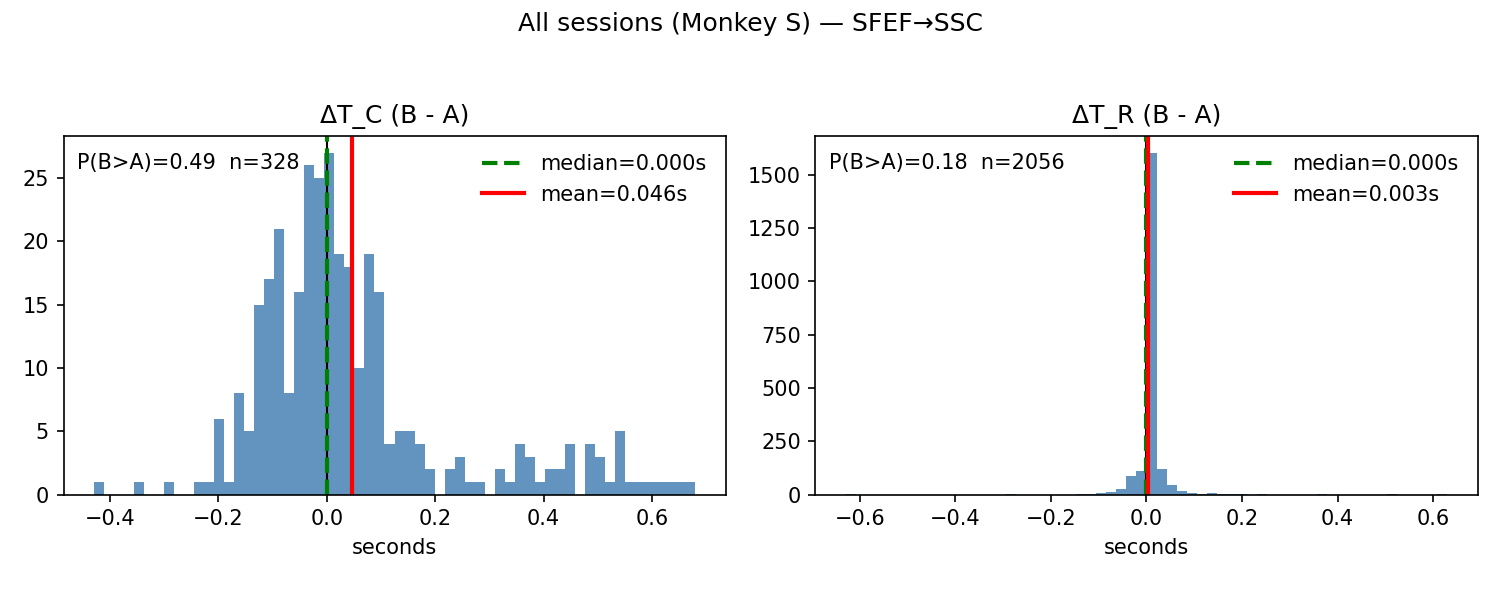 All sessions (Monkey S) — SFEF→SSC
ΔT_C (B - A)
P(B>A)=0.49  n=328
median=0.000s
mean=0.046s
25
20
15
10
5
0
−0.4
−0.2
0.0
0.2
0.4
0.6
seconds
ΔT_R (B - A)
P(B>A)=0.18  n=2056
median=0.000s
mean=0.003s
1500
1250
1000
750
500
250
0
−0.6
−0.4
−0.2
0.0
0.2
0.4
0.6
seconds